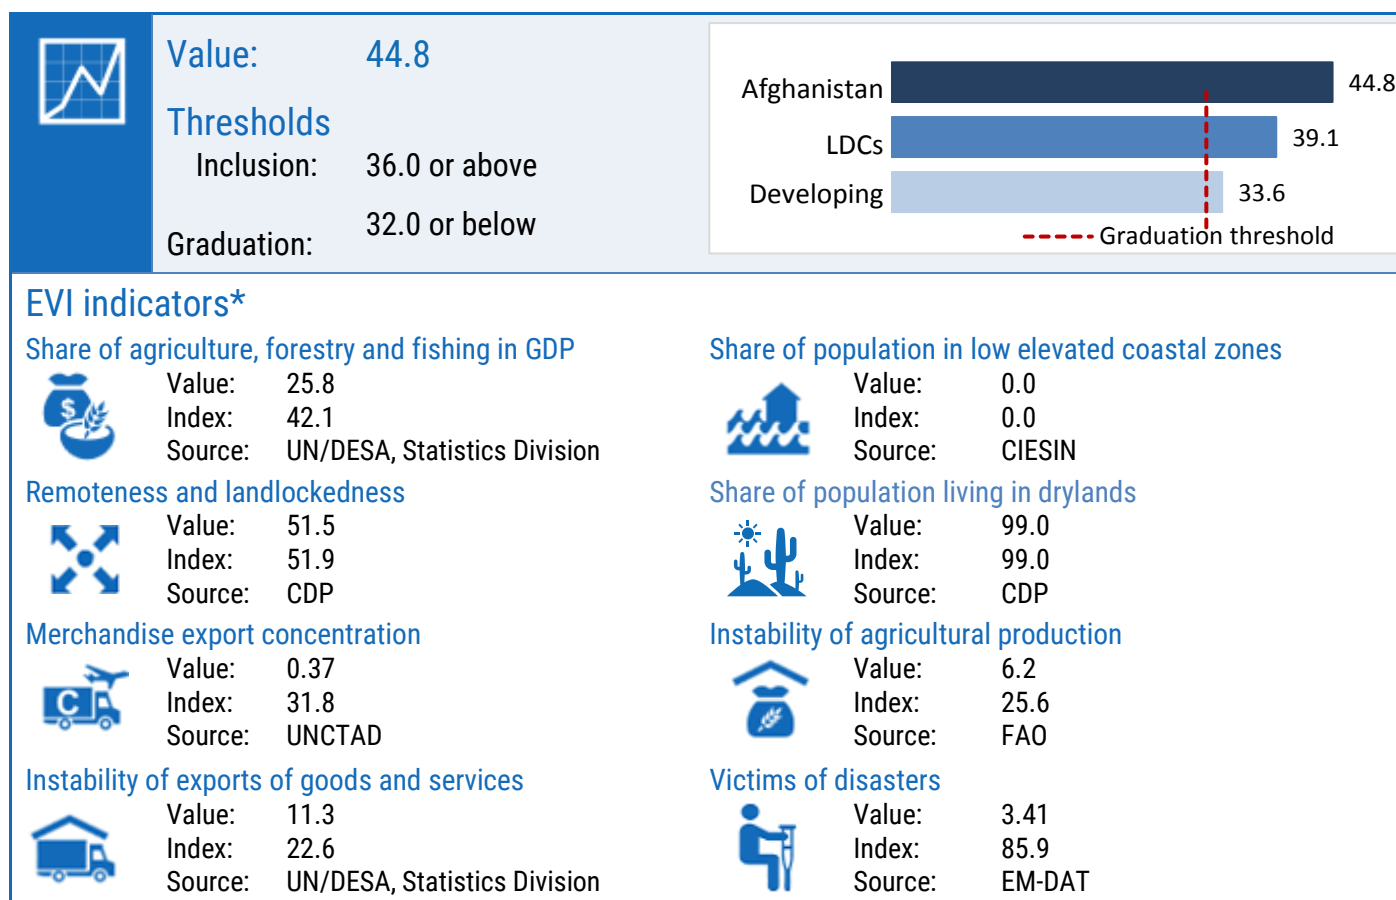 Value: 44.8
Thresholds
Inclusion: 36.0 or above
Graduation: 32.0 or below
Afghanistan 44.8
LDCs 39.1
Developing 33.6
Graduation threshold
EVI indicators*
Share of agriculture, forestry and fishing in GDP
Value: 25.8
Index: 42.1
Source: UN/DESA, Statistics Division
Share of population in low elevated coastal zones
Value: 0.0
Index: 0.0
Source: CIESIN
Remoteness and landlockedness
Value: 51.5
Index: 51.9
Source: CDP
Share of population living in drylands
Value: 99.0
Index: 99.0
Source: CDP
Merchandise export concentration
C
Value: 0.37
Index: 31.8
Source: UNCTAD
Instability of agricultural production
Value: 6.2
Index: 25.6
Source: FAO
Instability of exports of goods and services
Value: 11.3
Index: 22.6
Source: UN/DESA, Statistics Division
Victims of disasters
Value: 3.41
Index: 85.9
Source: EM-DAT